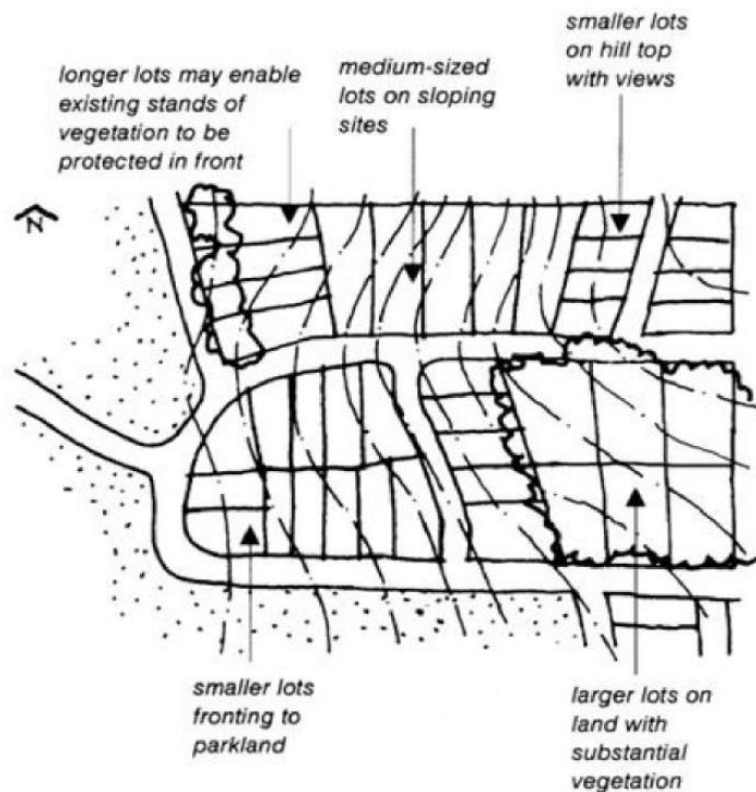 longer lots may enable
existing stands of
vegetation to be
protected in front
medium-sized
lots on sloping
sites
smaller lots
on hill top
with views
N
smaller lots
fronting to
parkland
larger lots on
land with
substantial
vegetation